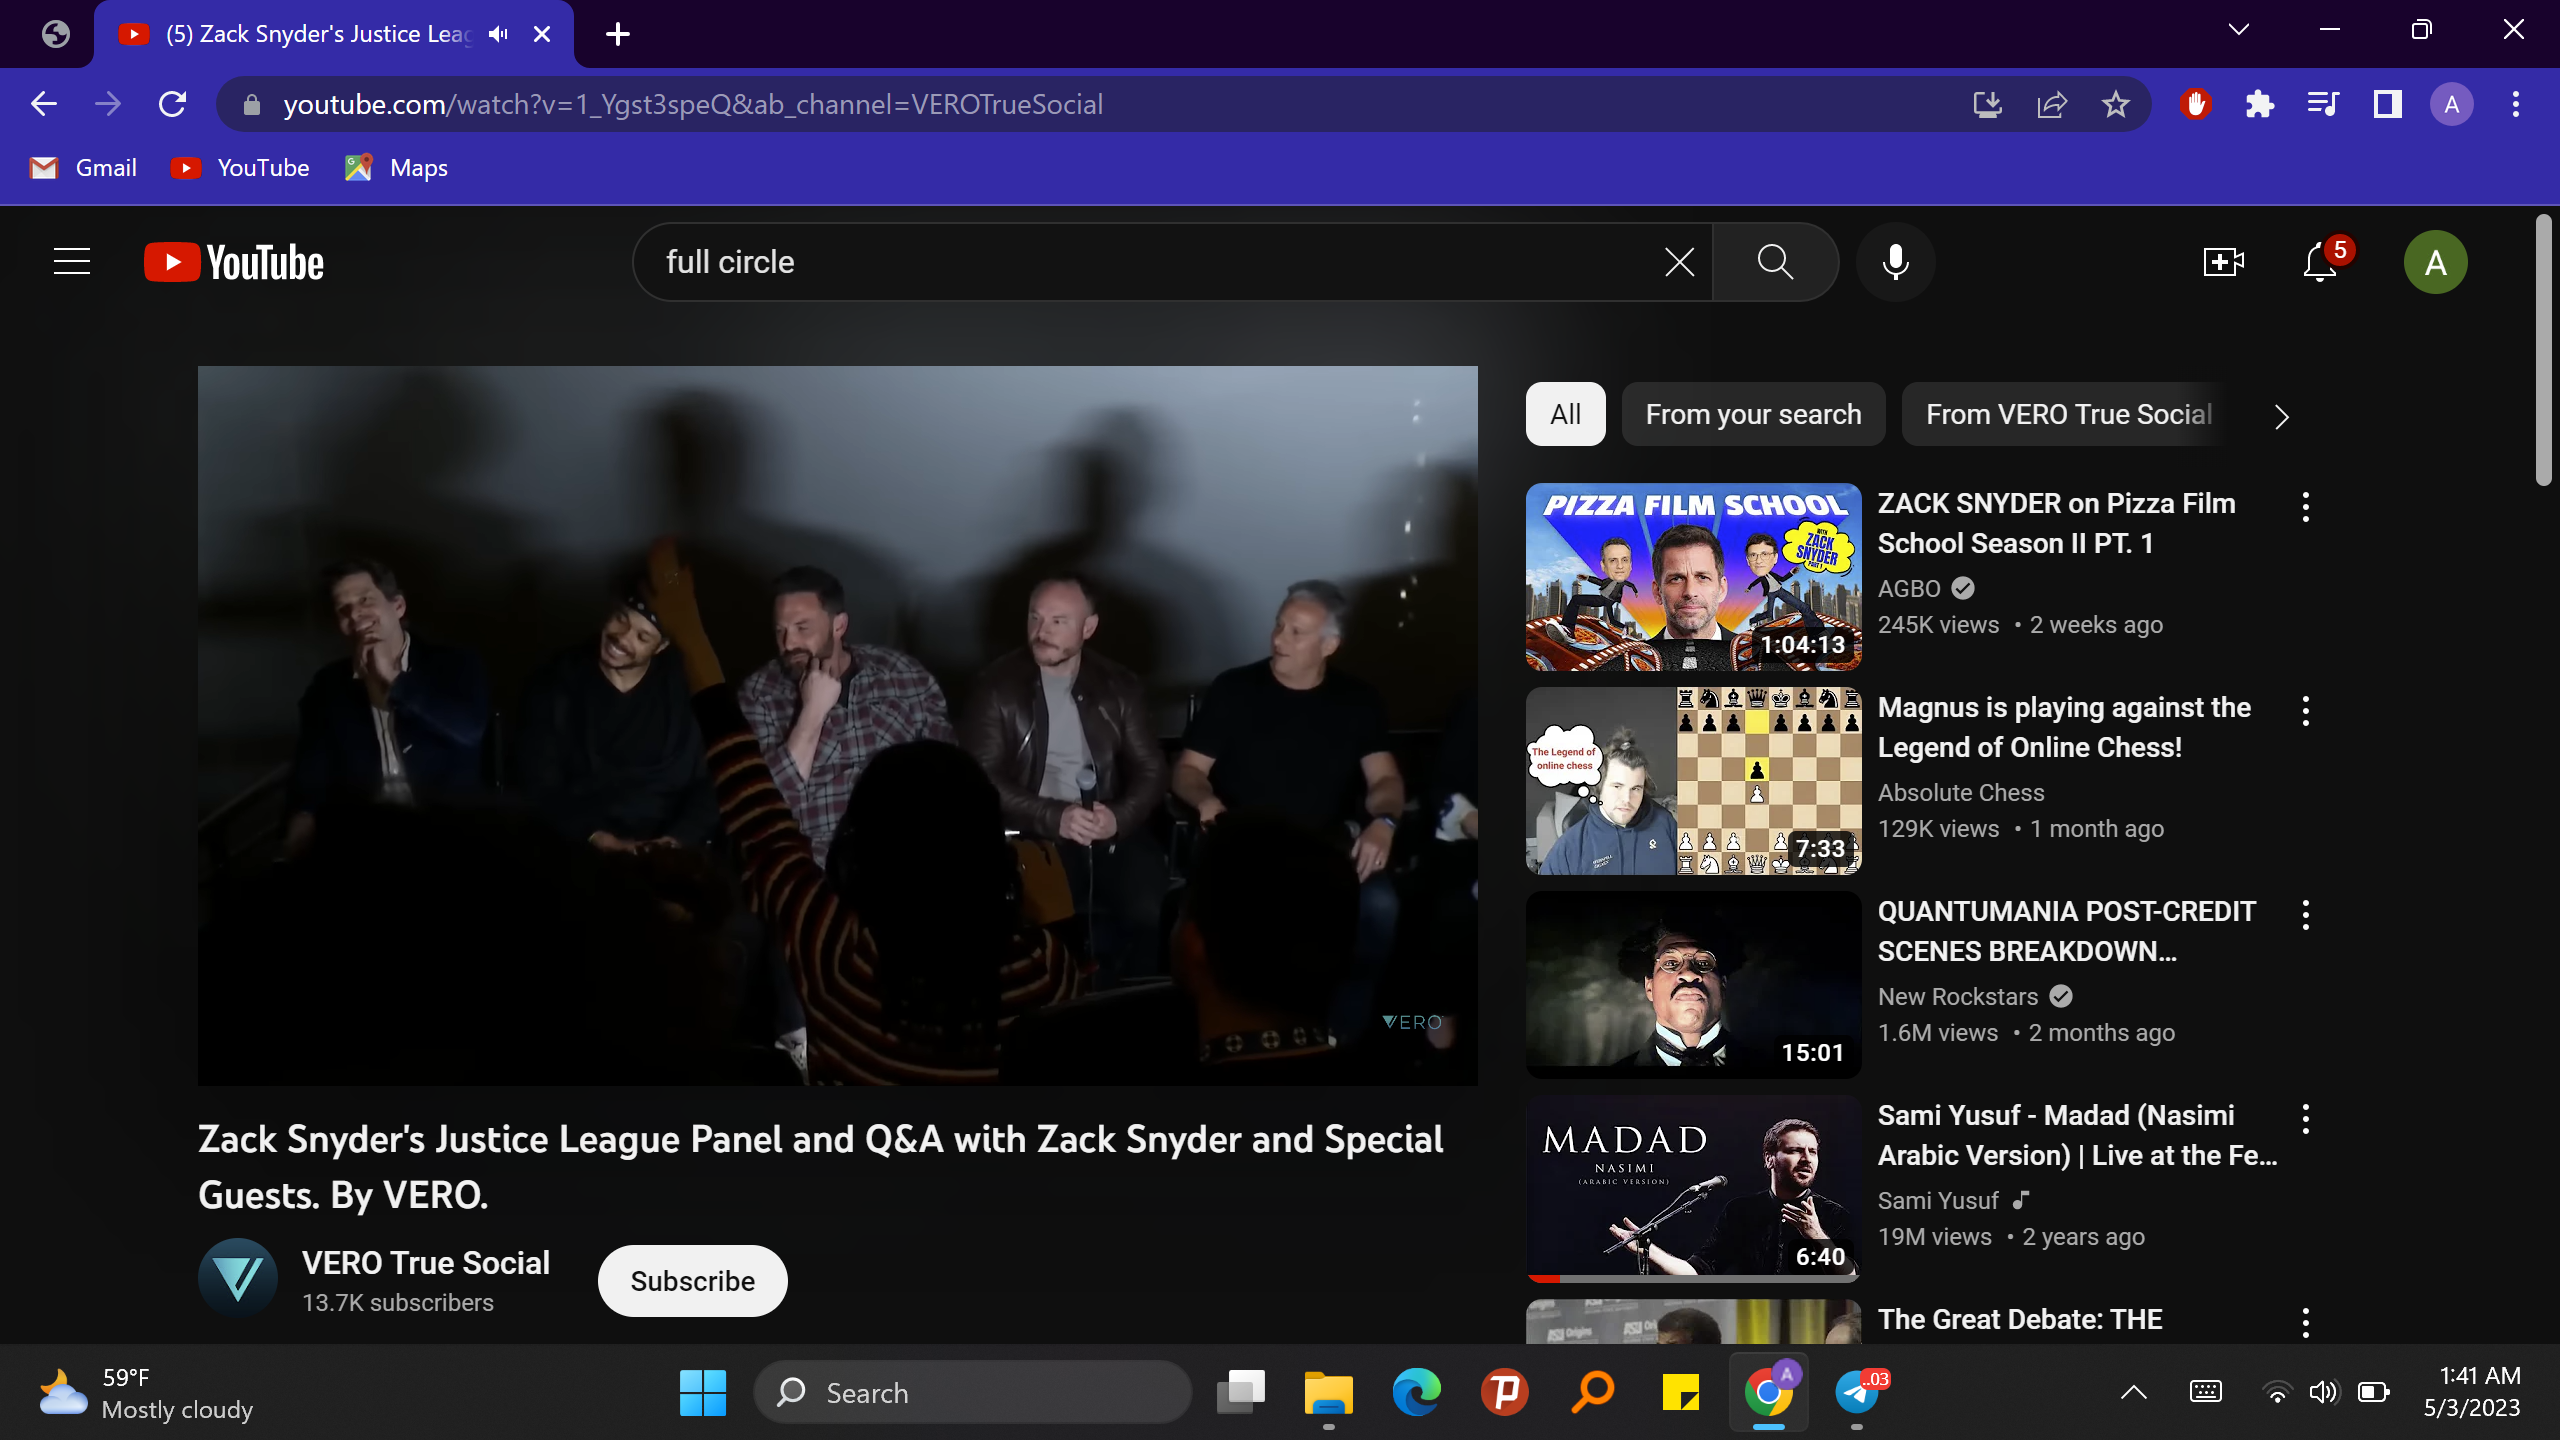 (5) Zack Snyder's Justice Leag
youtube.com/watch?v=1_Ygst3speQ&ab_channel=VEROTrueSocial
A
Gmail
YouTube
Maps
YouTube
full circle
5
A
All
From your search
From VERO True Social
VERO
PIZZA FILM SCHOOL
WITH
ZACK
SNYDER
PART 1
1:04:13
ZACK SNYDER on Pizza Film
School Season II PT. 1
AGBO
245K views • 2 weeks ago
The Legend of
online chess
7:33
Magnus is playing against the
Legend of Online Chess!
Absolute Chess
129K views • 1 month ago
15:01
QUANTUMANIA POST-CREDIT
SCENES BREAKDOWN...
New Rockstars
1.6M views • 2 months ago
MADAD
NASIMI
(ARABIC VERSION)
6:40
Sami Yusuf - Madad (Nasimi
Arabic Version) | Live at the Fe...
Sami Yusuf
19M views • 2 years ago
ASU Origins
The Great Debate: THE
Zack Snyder's Justice League Panel and Q&A with Zack Snyder and Special
Guests. By VERO.
VERO True Social
13.7K subscribers
Subscribe
59°F
Mostly cloudy
Search
A
..03
1:41 AM
5/3/2023